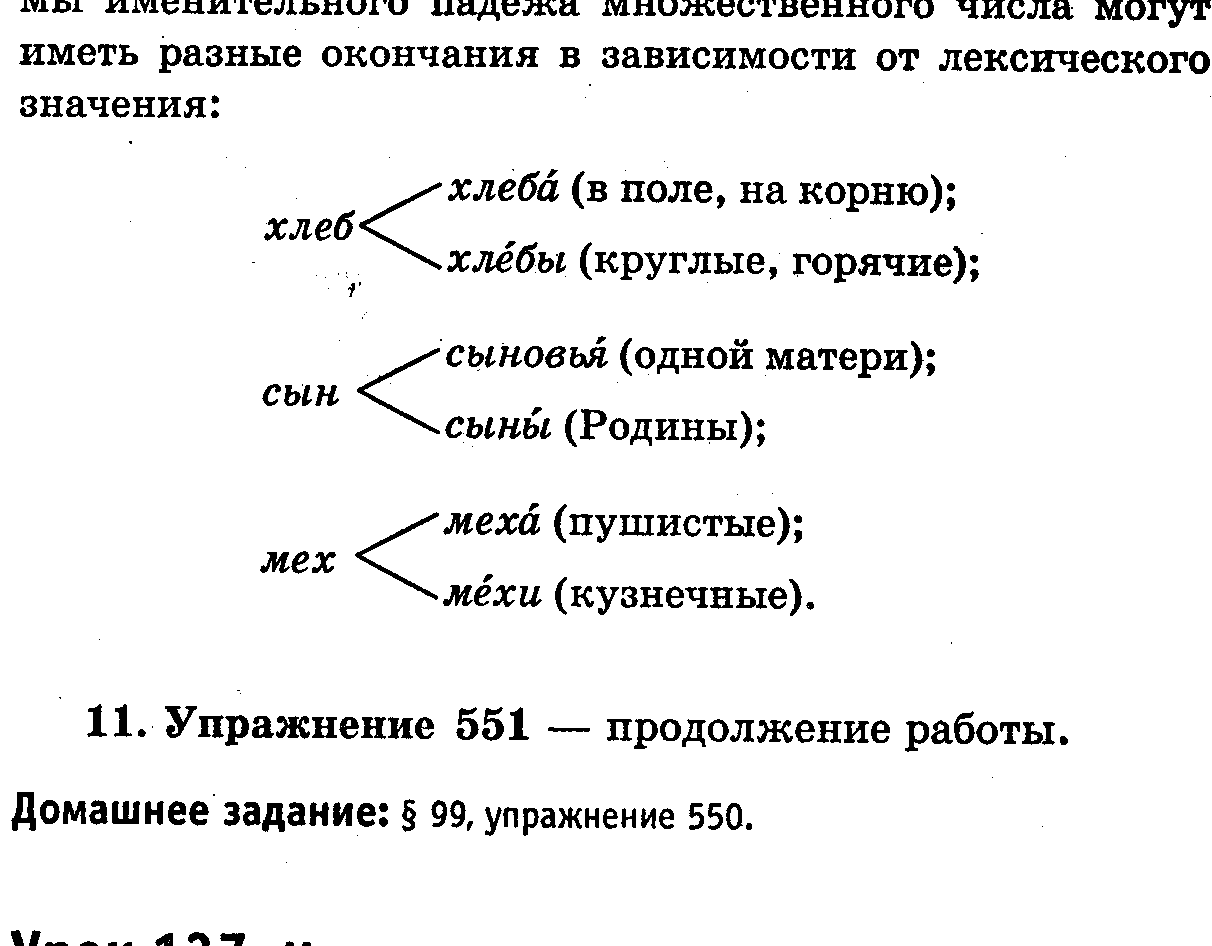 мы именительного падежа множественного числа могут
иметь разные окончания в зависимости от лексического
значения:
хлеб
хлеба́ (в поле, на корню);
хле́бы (круглые, горячие);
сын
сыновья́ (одной матери);
сыны́ (Родины);
мех
меха́ (пушистые);
ме́хи (кузнечные).
11. Упражнение 551 — продолжение работы.
Домашнее задание: § 99, упражнение 550.
Урок 137